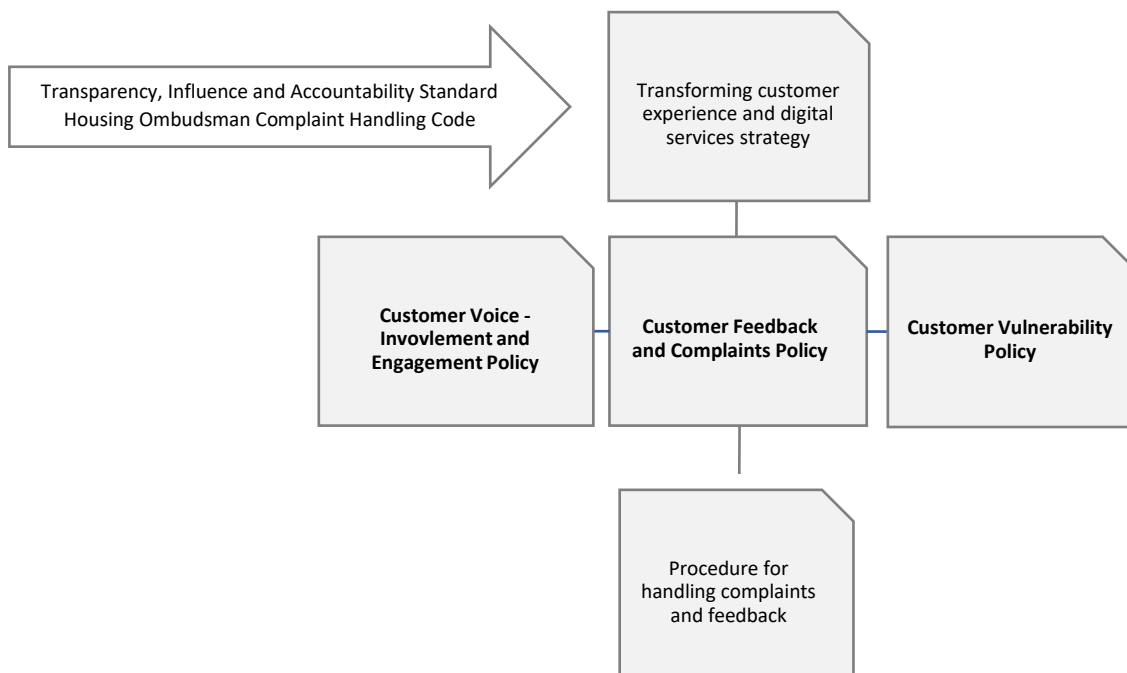 Transparency, Influence and Accountability Standard
Housing Ombudsman Complaint Handling Code
Transforming customer
experience and digital
services strategy
Customer Voice -
Invovlement and
Engagement Policy
Customer Feedback
and Complaints Policy
Customer Vulnerability
Policy
Procedure for
handling complaints
and feedback